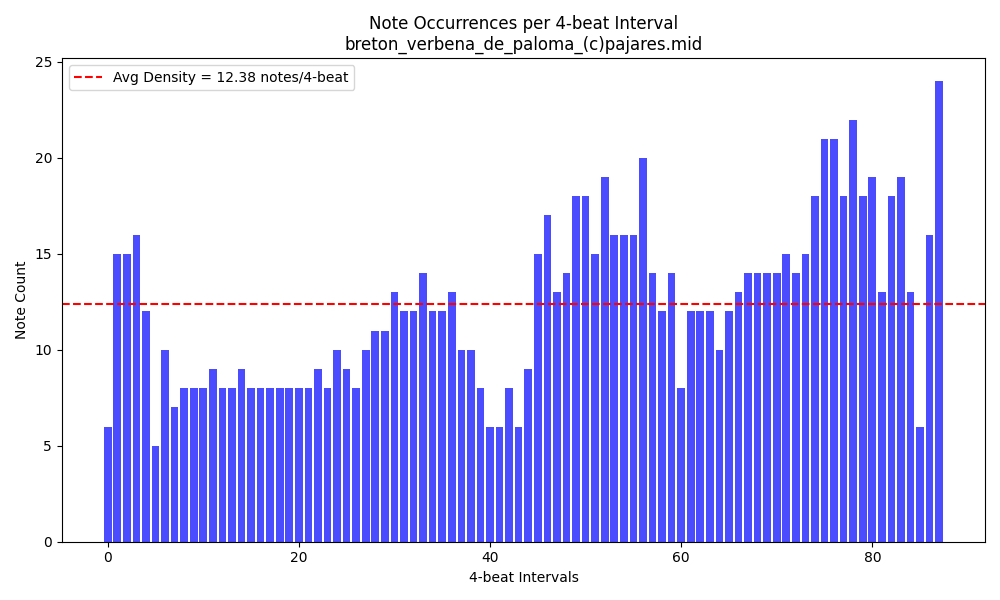 Note Occurrences per 4-beat Interval
breton_verbena_de_paloma_(c)pajares.mid
Avg Density = 12.38 notes/4-beat
25
20
15
10
5
0
Note Count
0 20 40 60 80
4-beat Intervals